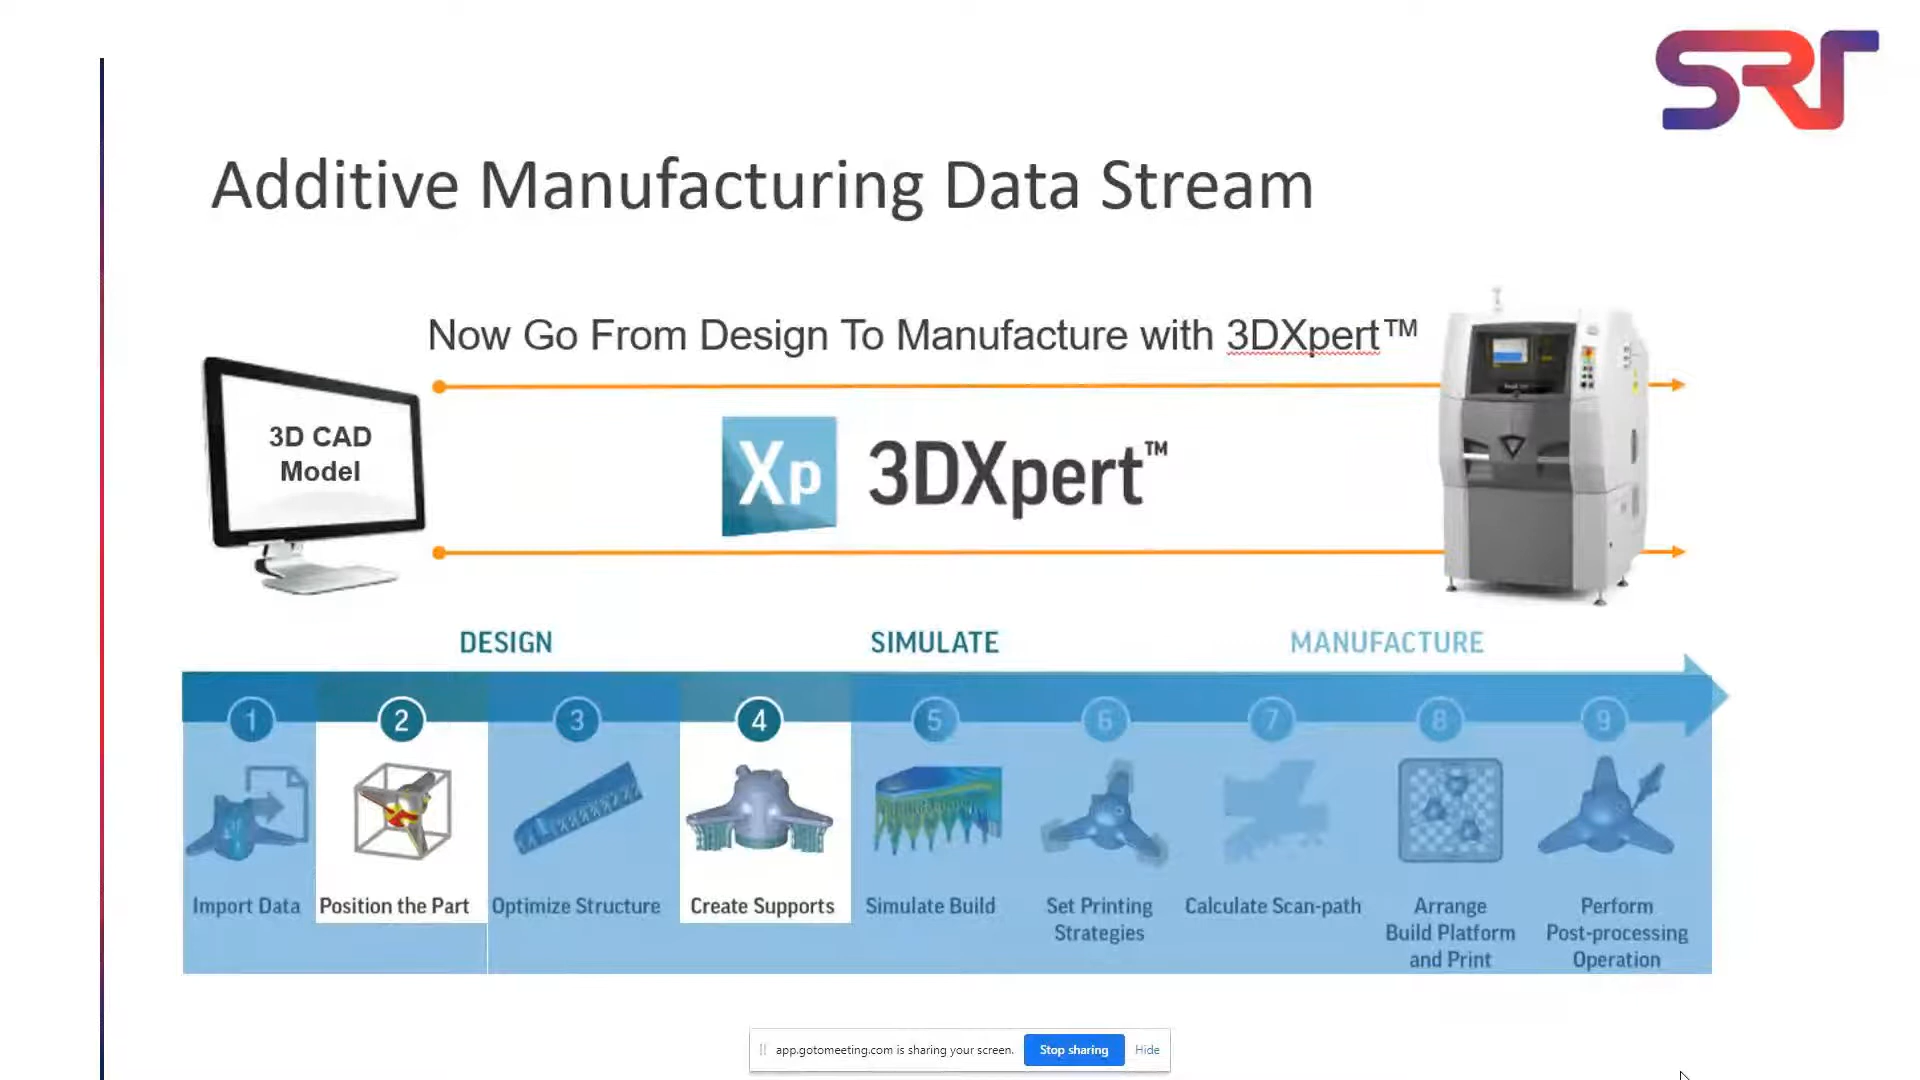 SRT
Additive Manufacturing Data Stream
Now Go From Design To Manufacture with 3DXpert™
3D CAD
Model
Xp 3DXpert™
DESIGN
SIMULATE
MANUFACTURE
1
2
3
4
5
6
7
8
9
Import Data
Position the Part
Optimize Structure
Create Supports
Simulate Build
Set Printing
Strategies
Calculate Scan-path
Arrange
Build Platform
and Print
Perform
Post-processing
Operation
app.gotomeeting.com is sharing your screen.
Stop sharing
Hide